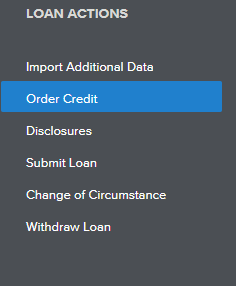 LOAN ACTIONS
Import Additional Data
Order Credit
Disclosures
Submit Loan
Change of Circumstance
Withdraw Loan